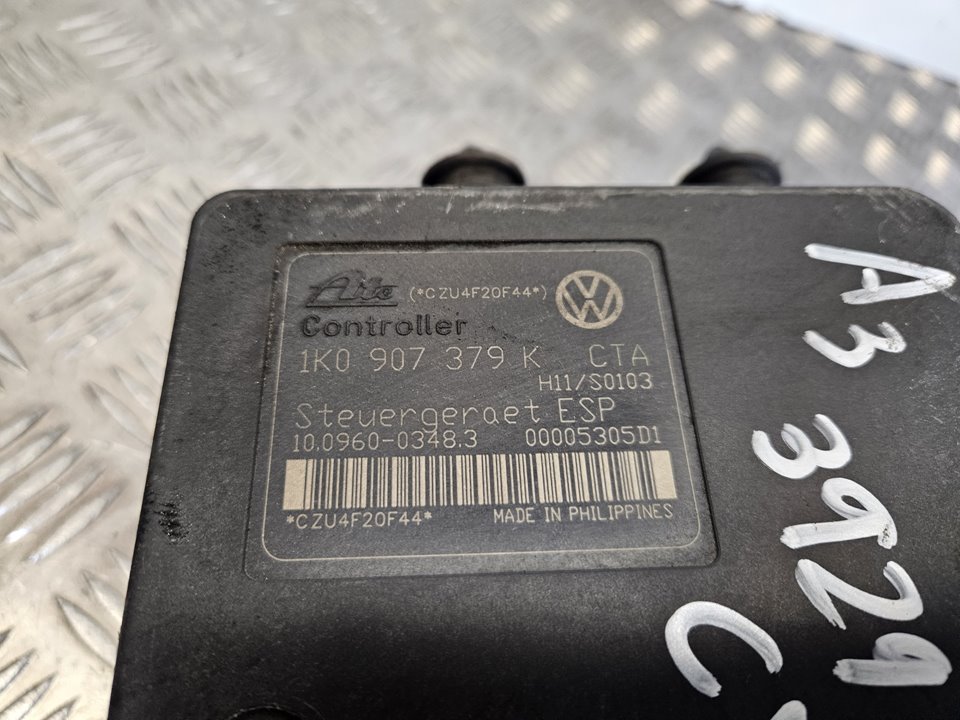 Ate (*CZU4F20F44*)
Controller
1K0 907 379 K CTA
H11/S0103
Steuergeraet ESP
10.0960-0348.3 00005305D1
*CZU4F20F44* MADE IN PHILIPPINES
A3
3929
C